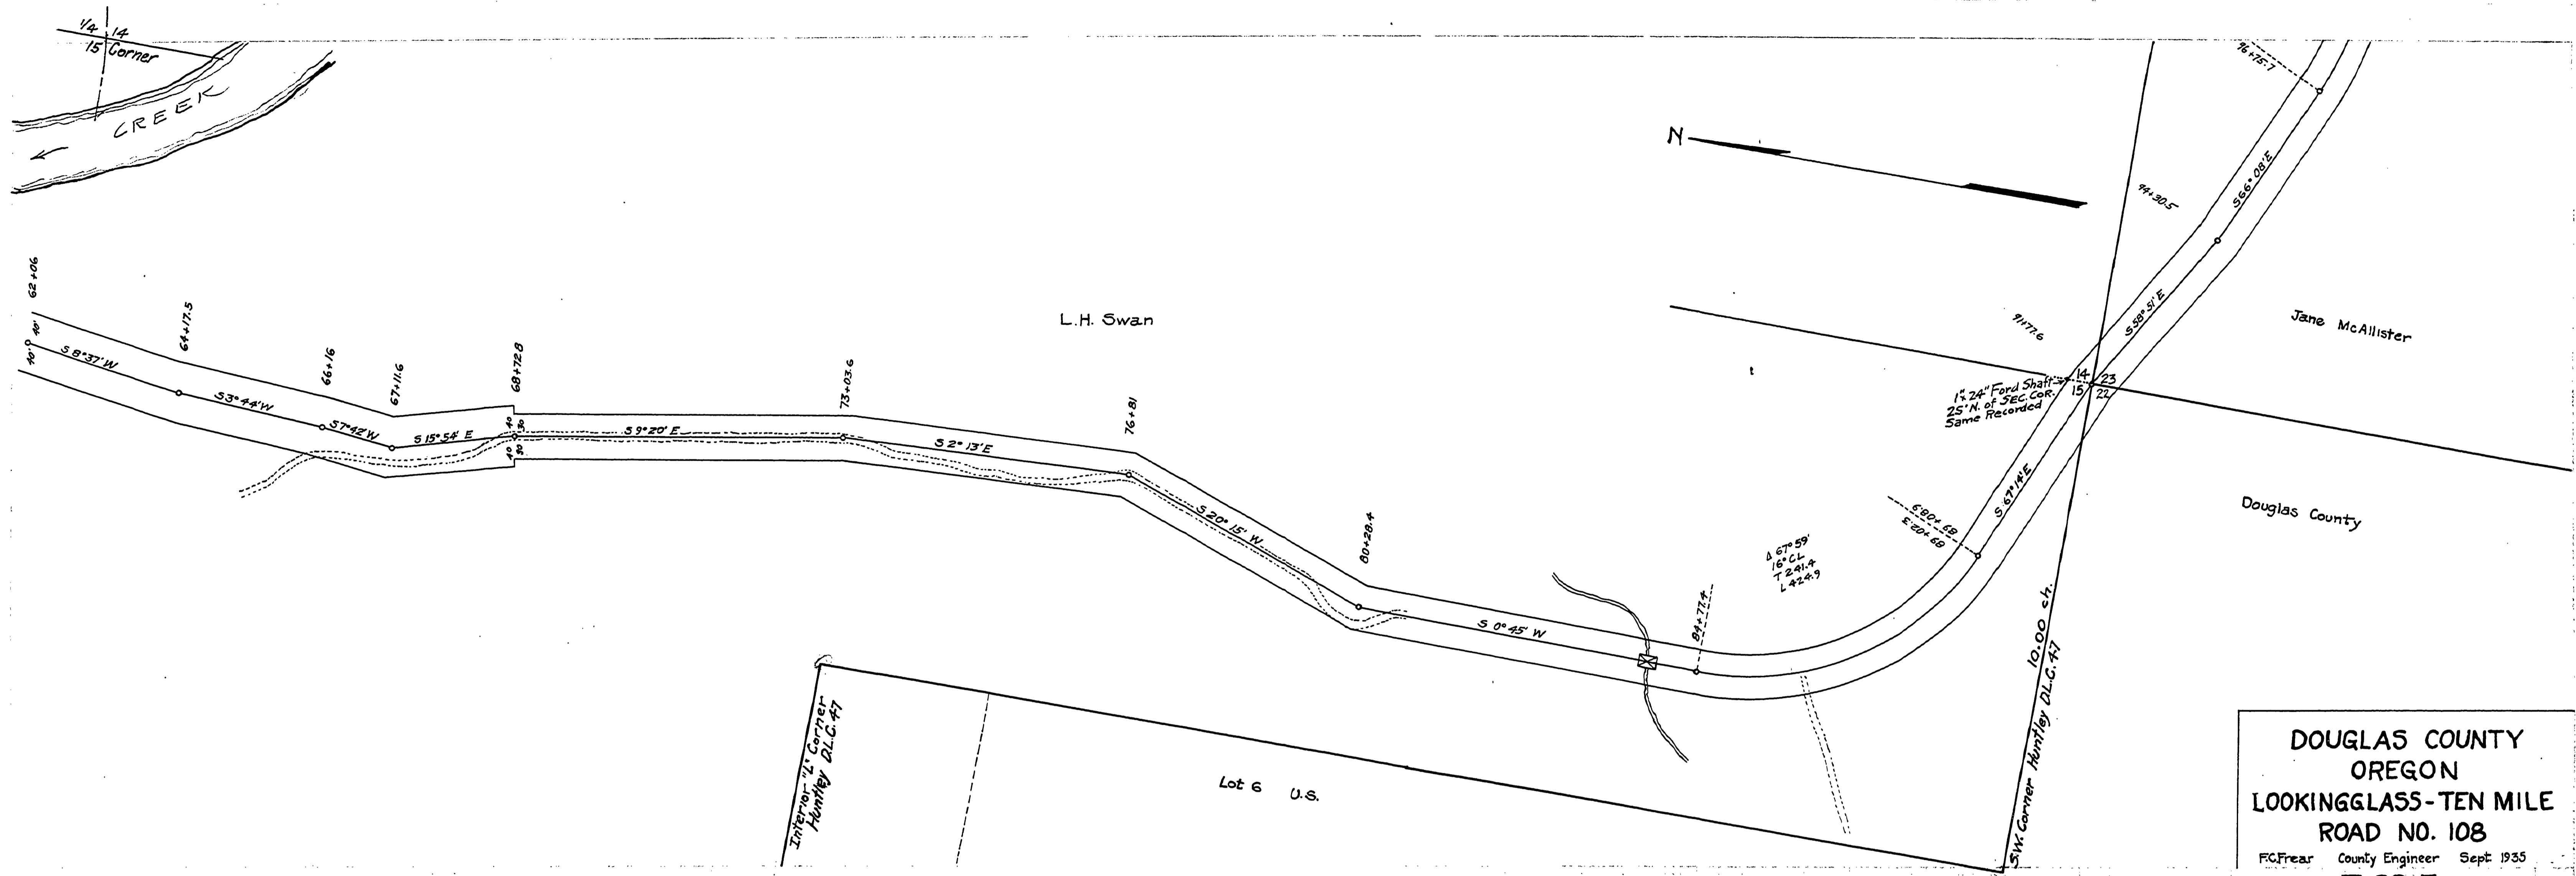 1/4 14
15 Corner
CREEK
N
96+75.7
S 66° 08' E
94+30.5
62+06
40'
40'
S 8° 37' W
64+17.5
S 3° 44' W
66+16
S 7° 42' W
67+11.6
S 15° 54' E
68+72.8
40 30
40 30
S 9° 20' E
73+03.6
S 2° 13' E
76+81
S 20° 15' W
80+28.4
S 0° 45' W
84+77.4
L.H. Swan
Δ 67° 59'
16° CL
T 241.4
L 424.9
89+08.9
89+02.3
S 67° 14' E
91+77.6
S 58° 51' E
1" x 24" Ford Shaft
25' N. of SEC. COR.
Same Recorded
14 23
15 22
Jane McAllister
Douglas County
10.00 ch.
S.W. Corner Huntley D.L.C. 47
Interior "L" Corner
Huntley D.L.C. 47
Lot 6 U.S.
DOUGLAS COUNTY
OREGON
LOOKINGGLASS-TEN MILE
ROAD NO. 108
F.C.Frear County Engineer Sept 1935